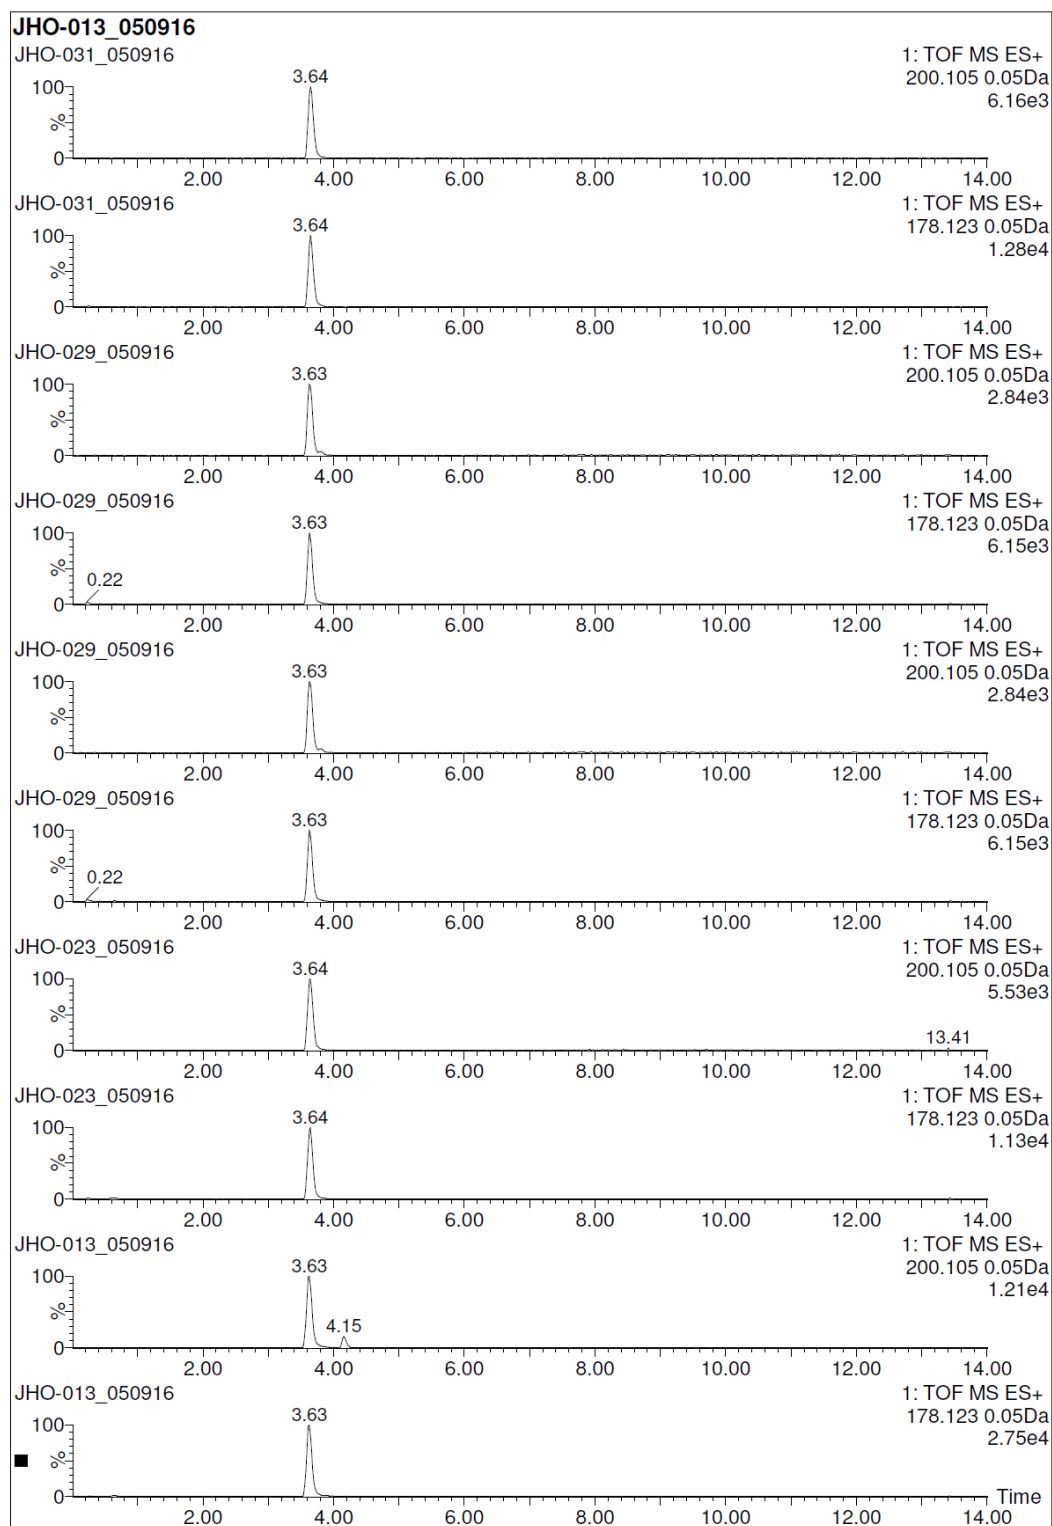 JHO-013_050916
JHO-031_050916
1: TOF MS ES+
200.105 0.05Da
6.16e3
3.64
100
%
0
2.00 4.00 6.00 8.00 10.00 12.00 14.00
JHO-031_050916
1: TOF MS ES+
178.123 0.05Da
1.28e4
3.64
100
%
0
2.00 4.00 6.00 8.00 10.00 12.00 14.00
JHO-029_050916
1: TOF MS ES+
200.105 0.05Da
2.84e3
3.63
100
%
0
2.00 4.00 6.00 8.00 10.00 12.00 14.00
JHO-029_050916
1: TOF MS ES+
178.123 0.05Da
6.15e3
3.63
100
%
0.22
0
2.00 4.00 6.00 8.00 10.00 12.00 14.00
JHO-029_050916
1: TOF MS ES+
200.105 0.05Da
2.84e3
3.63
100
%
0
2.00 4.00 6.00 8.00 10.00 12.00 14.00
JHO-029_050916
1: TOF MS ES+
178.123 0.05Da
6.15e3
3.63
100
%
0.22
0
2.00 4.00 6.00 8.00 10.00 12.00 14.00
JHO-023_050916
1: TOF MS ES+
200.105 0.05Da
5.53e3
3.64
100
%
13.41
0
2.00 4.00 6.00 8.00 10.00 12.00 14.00
JHO-023_050916
1: TOF MS ES+
178.123 0.05Da
1.13e4
3.64
100
%
0
2.00 4.00 6.00 8.00 10.00 12.00 14.00
JHO-013_050916
1: TOF MS ES+
200.105 0.05Da
1.21e4
3.63
100
%
4.15
0
2.00 4.00 6.00 8.00 10.00 12.00 14.00
JHO-013_050916
1: TOF MS ES+
178.123 0.05Da
2.75e4
3.63
100
%
0
Time
2.00 4.00 6.00 8.00 10.00 12.00 14.00